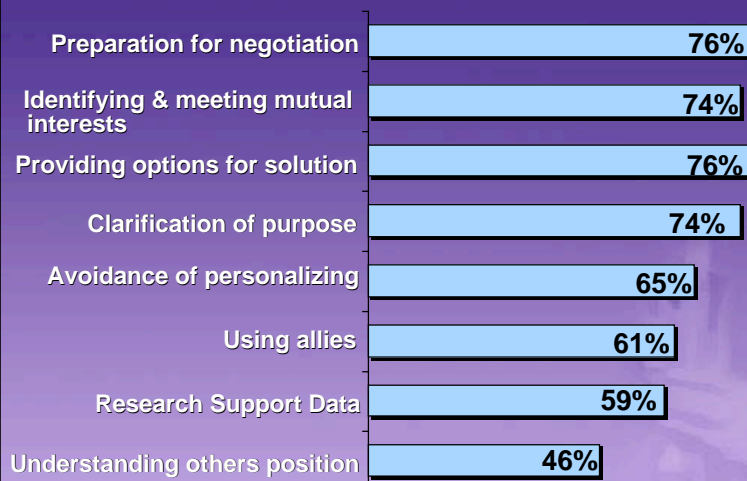 Preparation for negotiation 76%
Identifying & meeting mutual
interests 74%
Providing options for solution 76%
Clarification of purpose 74%
Avoidance of personalizing 65%
Using allies 61%
Research Support Data 59%
Understanding others position 46%